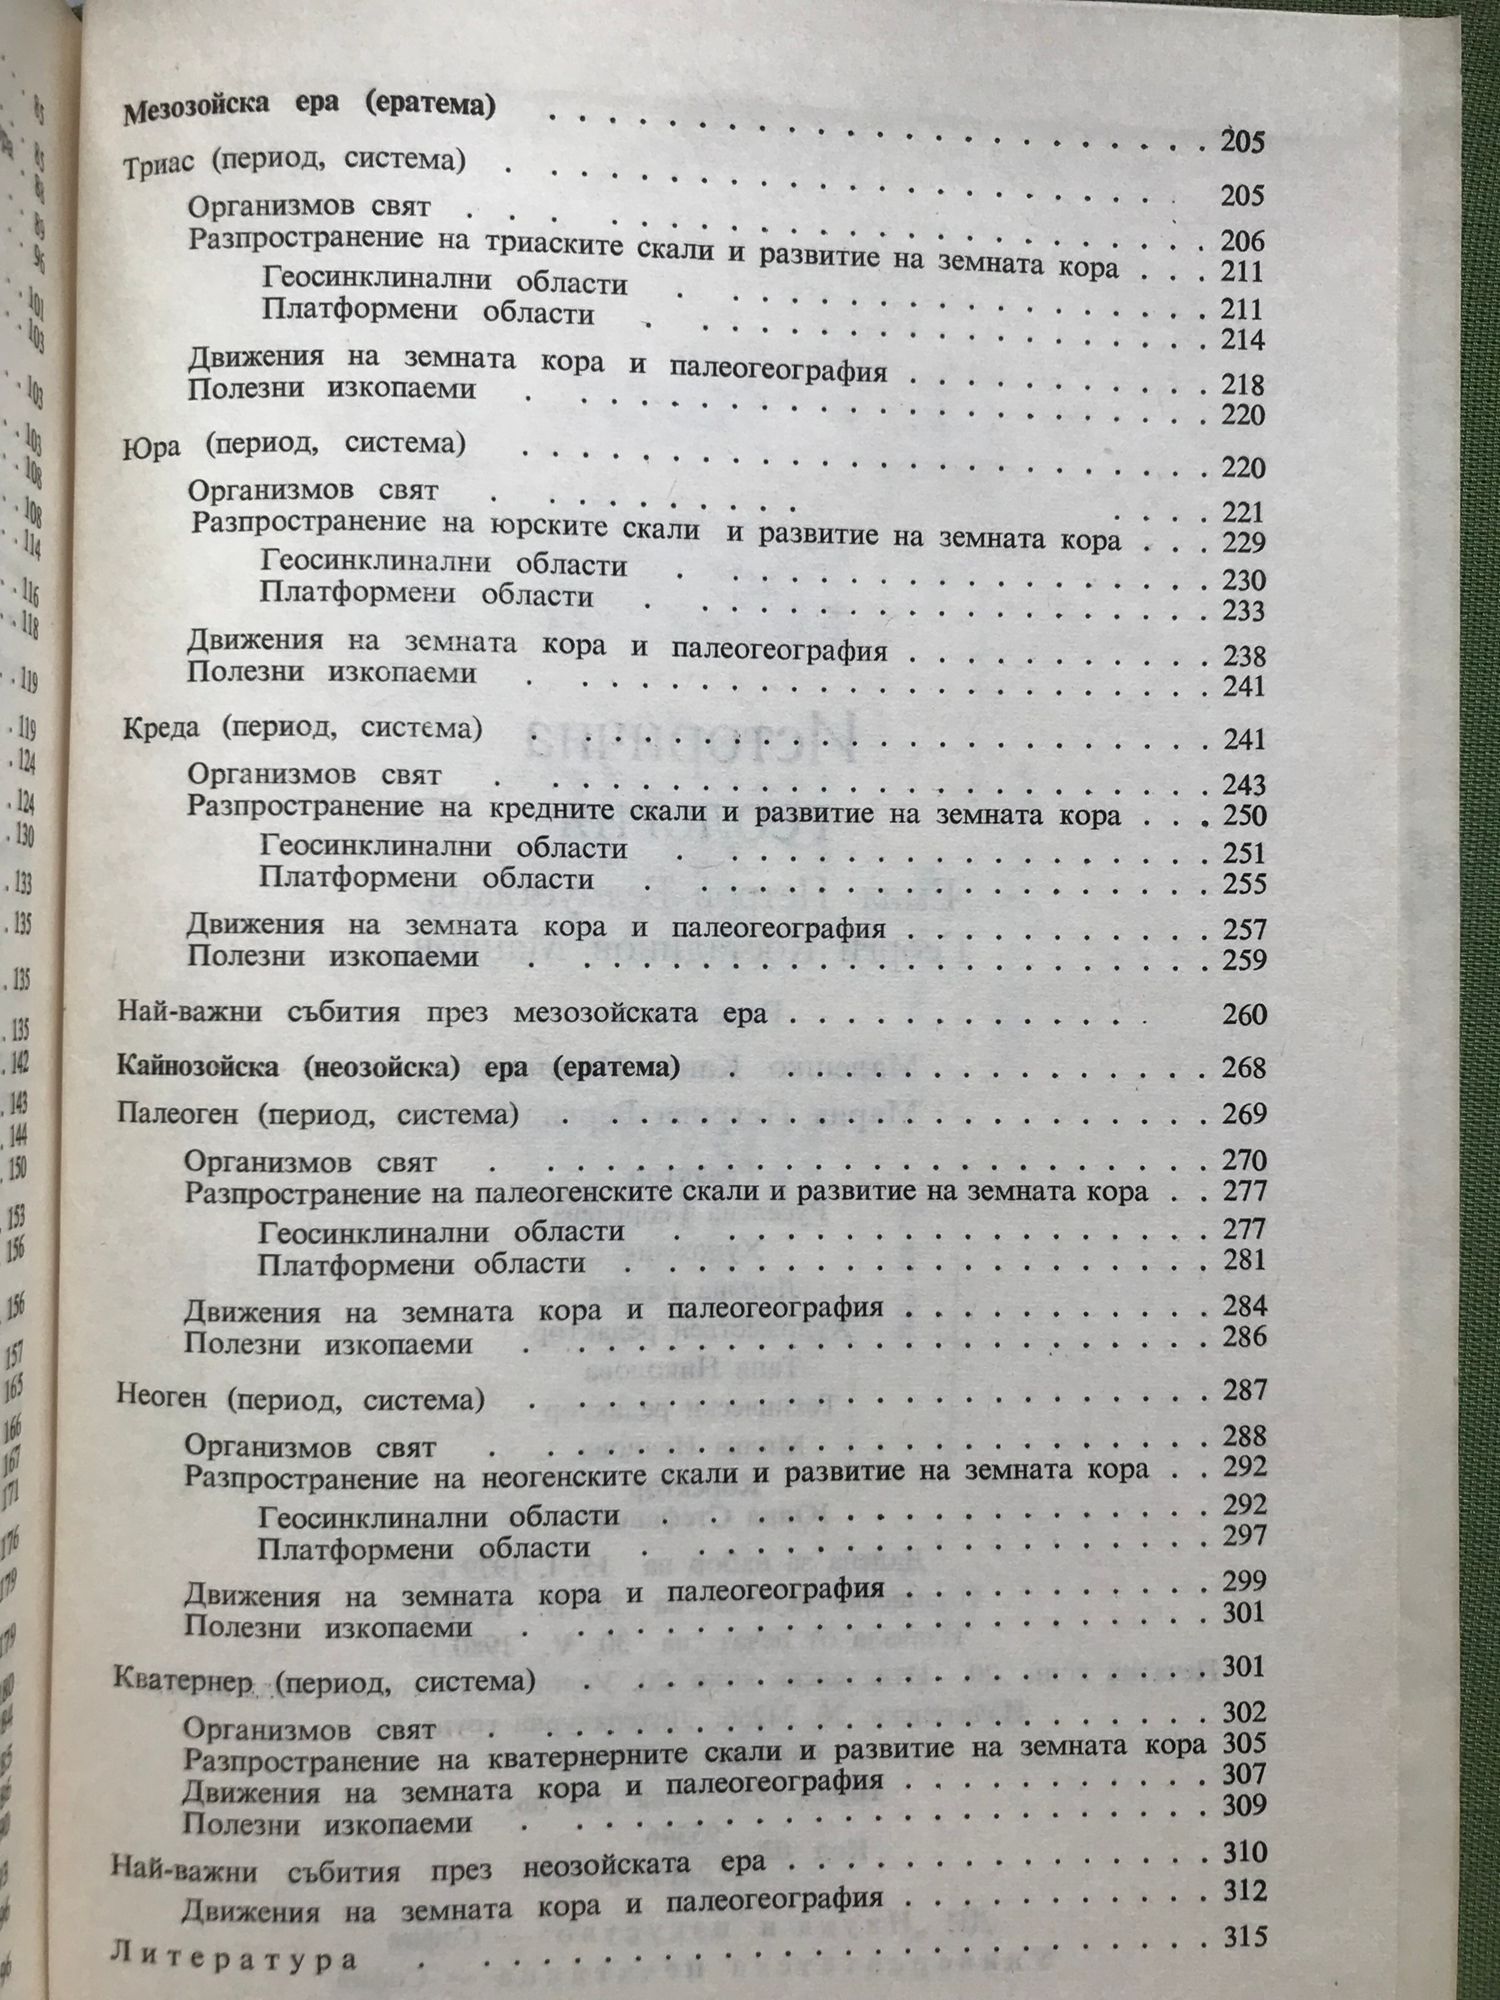 Мезозойска ера (ератема) . . . . . . . . . . . . . . . . . . . . 205
Триас (период, система) . . . . . . . . . . . . . . . . . . . . 205
Организмов свят . . . . . . . . . . . . . . . . . . . . 206
Разпространение на триаските скали и развитие на земната кора . . . 211
Геосинклинални области . . . . . . . . . . . . . . . . 211
Платформени области . . . . . . . . . . . . . . . . . 214
Движения на земната кора и палеогеография . . . . . . . . . . 218
Полезни изкопаеми . . . . . . . . . . . . . . . . . . . . 220
Юра (период, система) . . . . . . . . . . . . . . . . . . . . 220
Организмов свят . . . . . . . . . . . . . . 221
Разпространение на юрските скали и развитие на земната кора . . . 229
Геосинклинални области . . . . . . . . . . . . . . . . 230
Платформени области . . . . . . . . . . . . . . . . . 233
Движения на земната кора и палеогеография . . . . . . . . . . 238
Полезни изкопаеми . . . . . . . . . . . . . . . . . . . . 241
Креда (период, система) . . . . . . . . . . . . . . . . . . . . 241
Организмов свят . . . . . . . . . . . . . . . . . . . . 243
Разпространение на кредните скали и развитие на земната кора . . . 250
Геосинклинални области . . . . . . . . . . . . . . . . 251
Платформени области . . . . . . . . . . . . . . . . . 255
Движения на земната кора и палеогеография . . . . . . . . . . 257
Полезни изкопаеми . . . . . . . . . . . . . . . . . . . . 259
Най-важни събития през мезозойската ера . . . . . . . . . . . . . 260
Кайнозойска (неозойска) ера (ератема) . . . . . . . . . . . . . . 268
Палеоген (период, система) . . . . . . . . . . . . . . . . . . . 269
Организмов свят . . . . . . . . . . . . . . . . . . . . 270
Разпространение на палеогенските скали и развитие на земната кора . . 277
Геосинклинални области . . . . . . . . . . . . . . . . 277
Платформени области . . . . . . . . . . . . . . . . . 281
Движения на земната кора и палеогеография . . . . . . . . . . 284
Полезни изкопаеми . . . . . . . . . . . . . . . . . . . . 286
Неоген (период, система) . . . . . . . . . . . . . . . . . . . . 287
Организмов свят . . . . . . . . . . . . . . . . . . . . 288
Разпространение на неогенските скали и развитие на земната кора . . 292
Геосинклинални области . . . . . . . . . . . . . . . . 292
Платформени области . . . . . . . . . . . . . . . . . 297
Движения на земната кора и палеогеография . . . . . . . . . . 299
Полезни изкопаеми . . . . . . . . . . . . . . . . . . . . 301
Кватернер (период, система) . . . . . . . . . . . . . . . . . . 301
Организмов свят . . . . . . . . . . . . . . . . . . . . 302
Разпространение на кватернерните скали и развитие на земната кора 305
Движения на земната кора и палеогеография . . . . . . . . . . 307
Полезни изкопаеми . . . . . . . . . . . . . . . . . . . . 309
Най-важни събития през неозойската ера . . . . . . . . . . . . . 310
Движения на земната кора и палеогеография . . . . . . . . . . 312
Литература . . . . . . . . . . . . . . . . . . . . . . 315